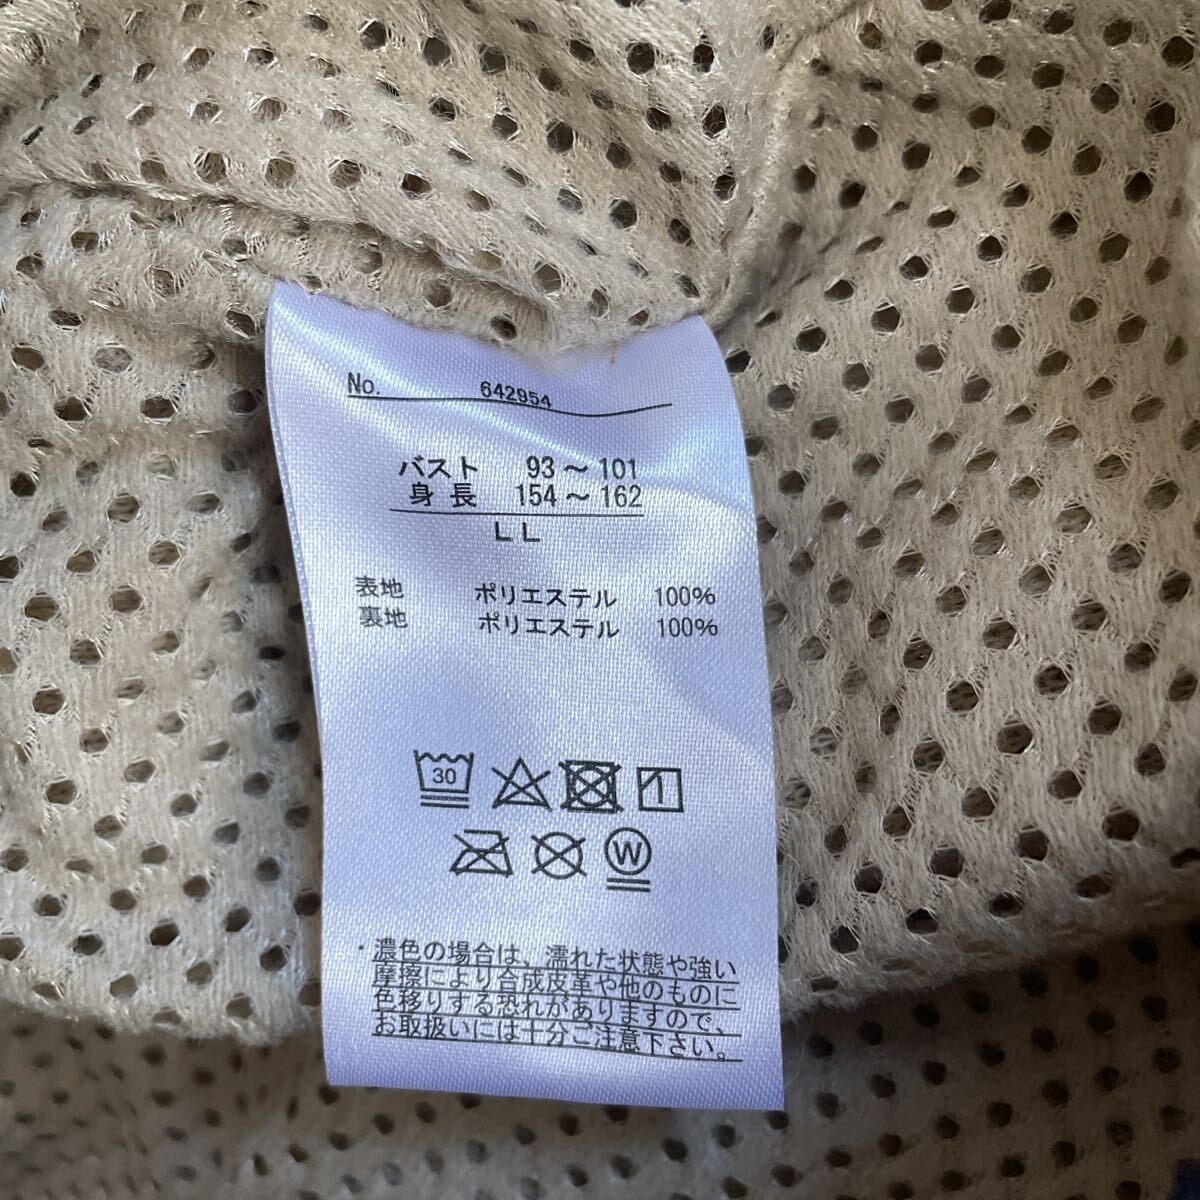 No. 642954
バスト 93～101
身長 154～162
LL
表地 ポリエステル 100%
裏地 ポリエステル 100%
30
W
・濃色の場合は、濡れた状態や強い
摩擦により合成皮革や他のものに
色移りする恐れがありますので、
お取扱いには十分ご注意下さい。